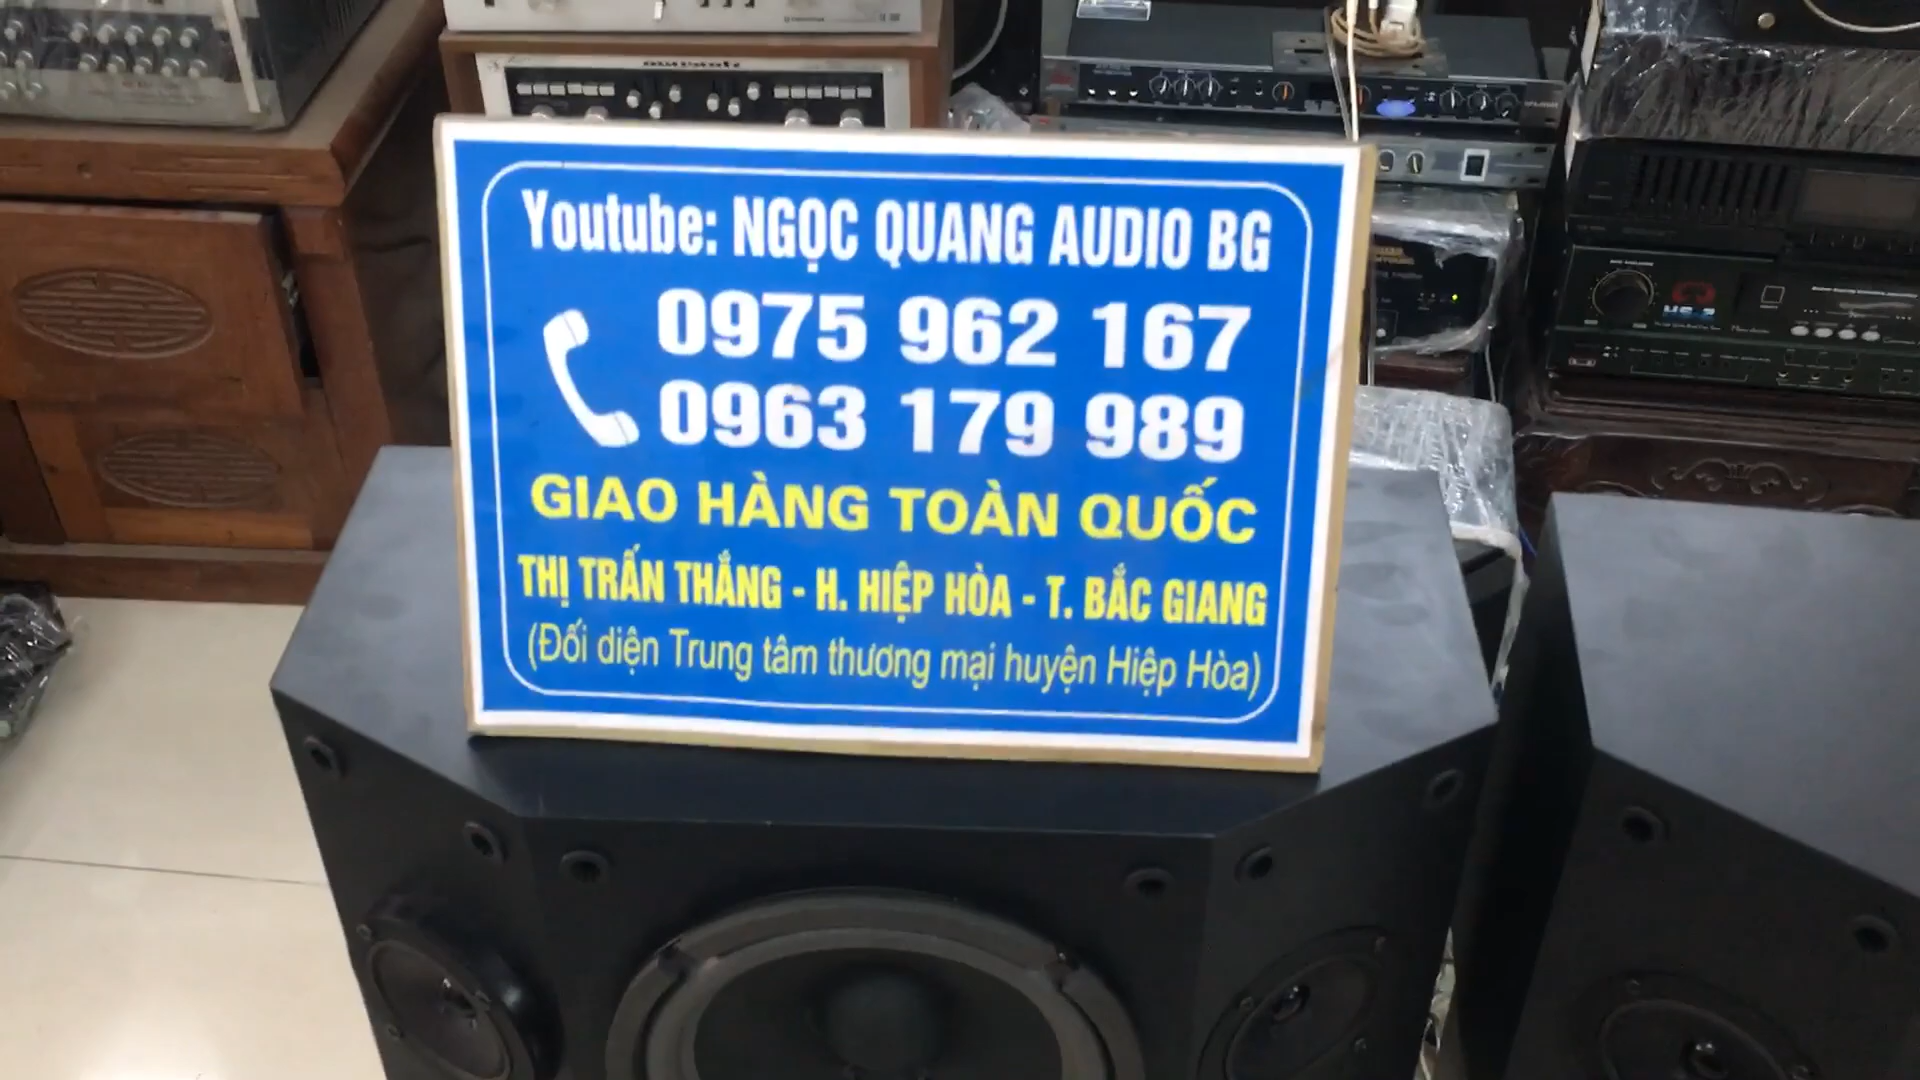 Youtube: NGỌC QUANG AUDIO BG
0975 962 167
0963 179 989
GIAO HÀNG TOÀN QUỐC
THỊ TRẤN THẮNG - H. HIỆP HÒA - T. BẮC GIANG
(Đối diện Trung tâm thương mại huyện Hiệp Hòa)